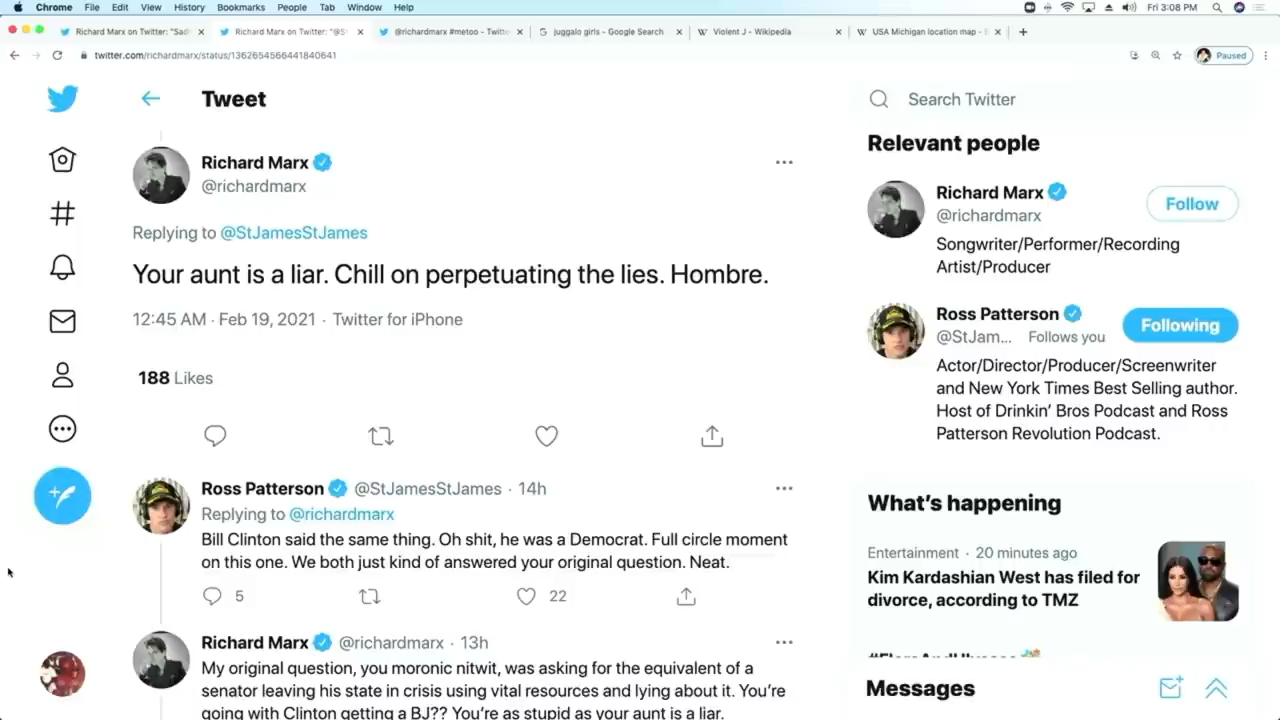 Chrome File Edit View History Bookmarks People Tab Window Help Fri 3:08 PM
Richard Marx on Twitter: "Sad Richard Marx on Twitter: "@S @richardmarx #metoo - Twitt juggalo girls - Google Search Violent J - Wikipedia USA Michigan location map -
twitter.com/richardmarx/status/1362654566441840641 Paused
Tweet
Richard Marx
@richardmarx
Replying to @StJamesStJames
Your aunt is a liar. Chill on perpetuating the lies. Hombre.
12:45 AM · Feb 19, 2021 · Twitter for iPhone
188 Likes
Ross Patterson @StJamesStJames · 14h
Replying to @richardmarx
Bill Clinton said the same thing. Oh shit, he was a Democrat. Full circle moment
on this one. We both just kind of answered your original question. Neat.
5 22
Richard Marx @richardmarx · 13h
My original question, you moronic nitwit, was asking for the equivalent of a
senator leaving his state in crisis using vital resources and lying about it. You're
going with Clinton getting a BJ?? You're as stupid as your aunt is a liar.
Search Twitter
Relevant people
Richard Marx
@richardmarx
Follow
Songwriter/Performer/Recording
Artist/Producer
Ross Patterson
@StJam... Follows you
Following
Actor/Director/Producer/Screenwriter
and New York Times Best Selling author.
Host of Drinkin' Bros Podcast and Ross
Patterson Revolution Podcast.
What's happening
Entertainment · 20 minutes ago
Kim Kardashian West has filed for
divorce, according to TMZ
Messages